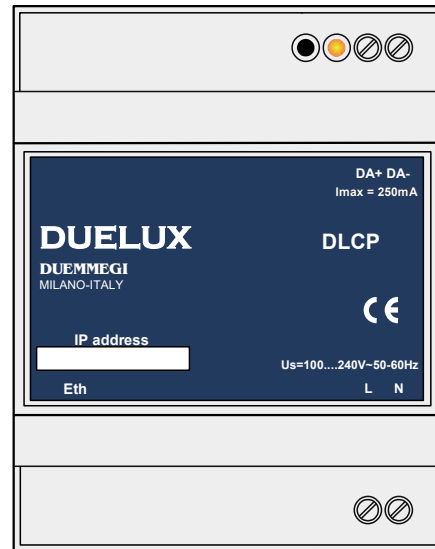 DA+ DA-
Imax = 250mA
DUELUX
DLCP
DUEMMEGI
MILANO-ITALY
CE
IP address
Us=100....240V~50-60Hz
Eth
L N